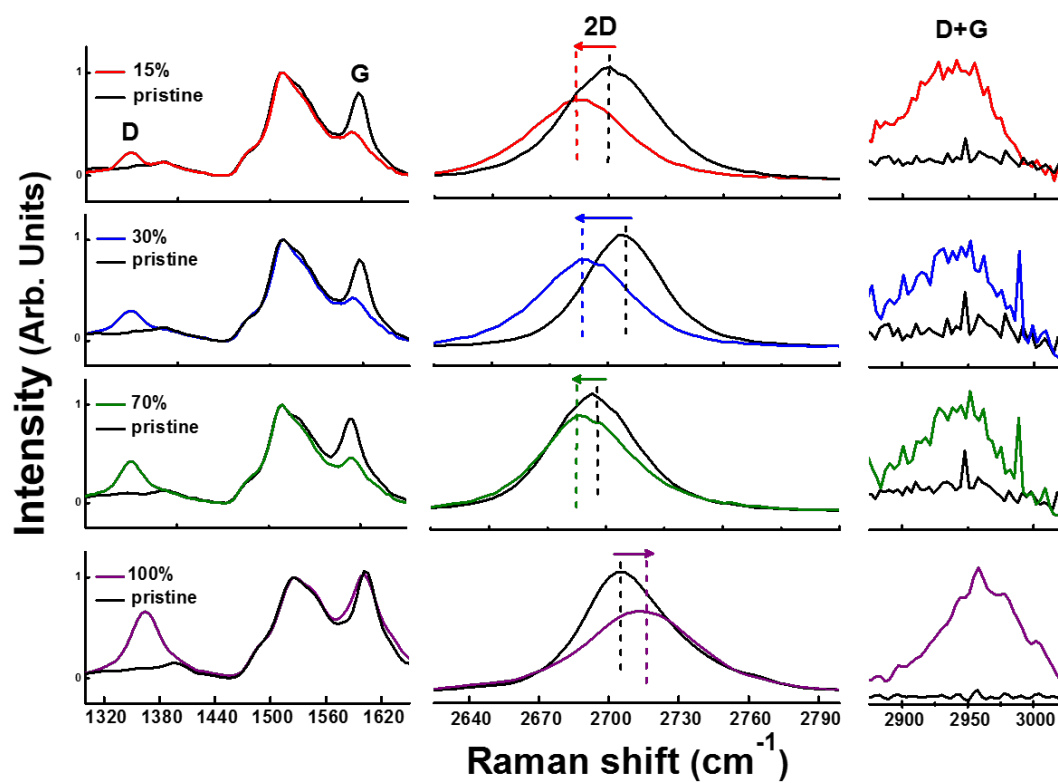 2D
D+G
15%
pristine
G
D
1
0
30%
pristine
1
0
70%
pristine
1
0
100%
pristine
1
0
1320 1380 1440 1500 1560 1620
2640 2670 2700 2730 2760 2790
2900 2950 3000
Intensity (Arb. Units)
Raman shift (cm⁻¹)